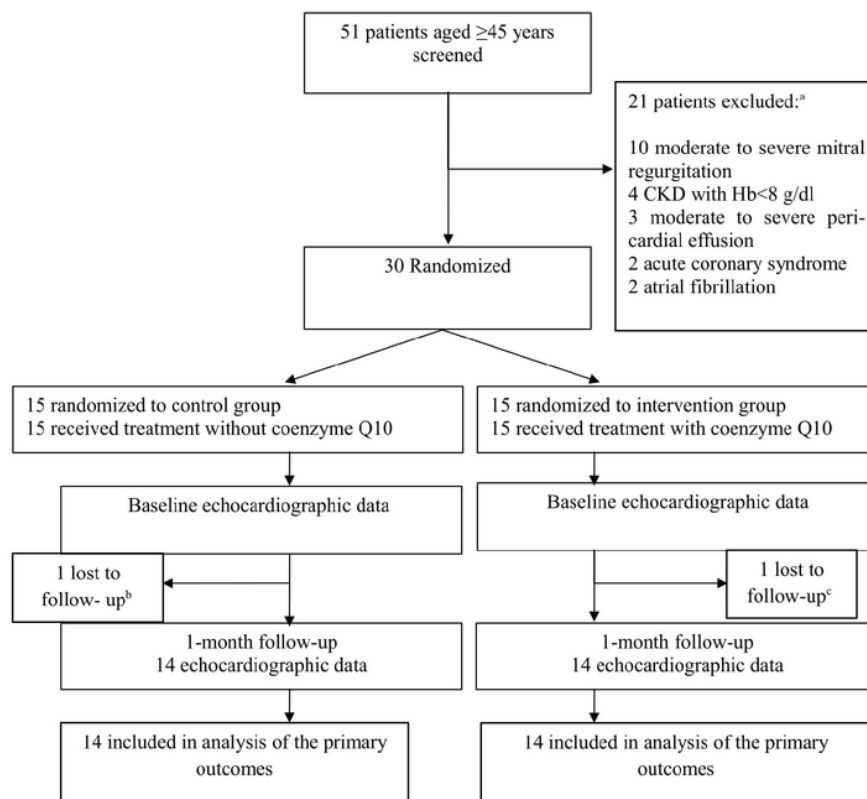 51 patients aged ≥45 years
screened
21 patients excluded:ᵃ
10 moderate to severe mitral
regurgitation
4 CKD with Hb<8 g/dl
3 moderate to severe peri-
cardial effusion
2 acute coronary syndrome
2 atrial fibrillation
30 Randomized
15 randomized to control group
15 received treatment without coenzyme Q10
15 randomized to intervention group
15 received treatment with coenzyme Q10
Baseline echocardiographic data
Baseline echocardiographic data
1 lost to
follow- upᵇ
1 lost to
follow-upᶜ
1-month follow-up
14 echocardiographic data
1-month follow-up
14 echocardiographic data
14 included in analysis of the primary
outcomes
14 included in analysis of the primary
outcomes